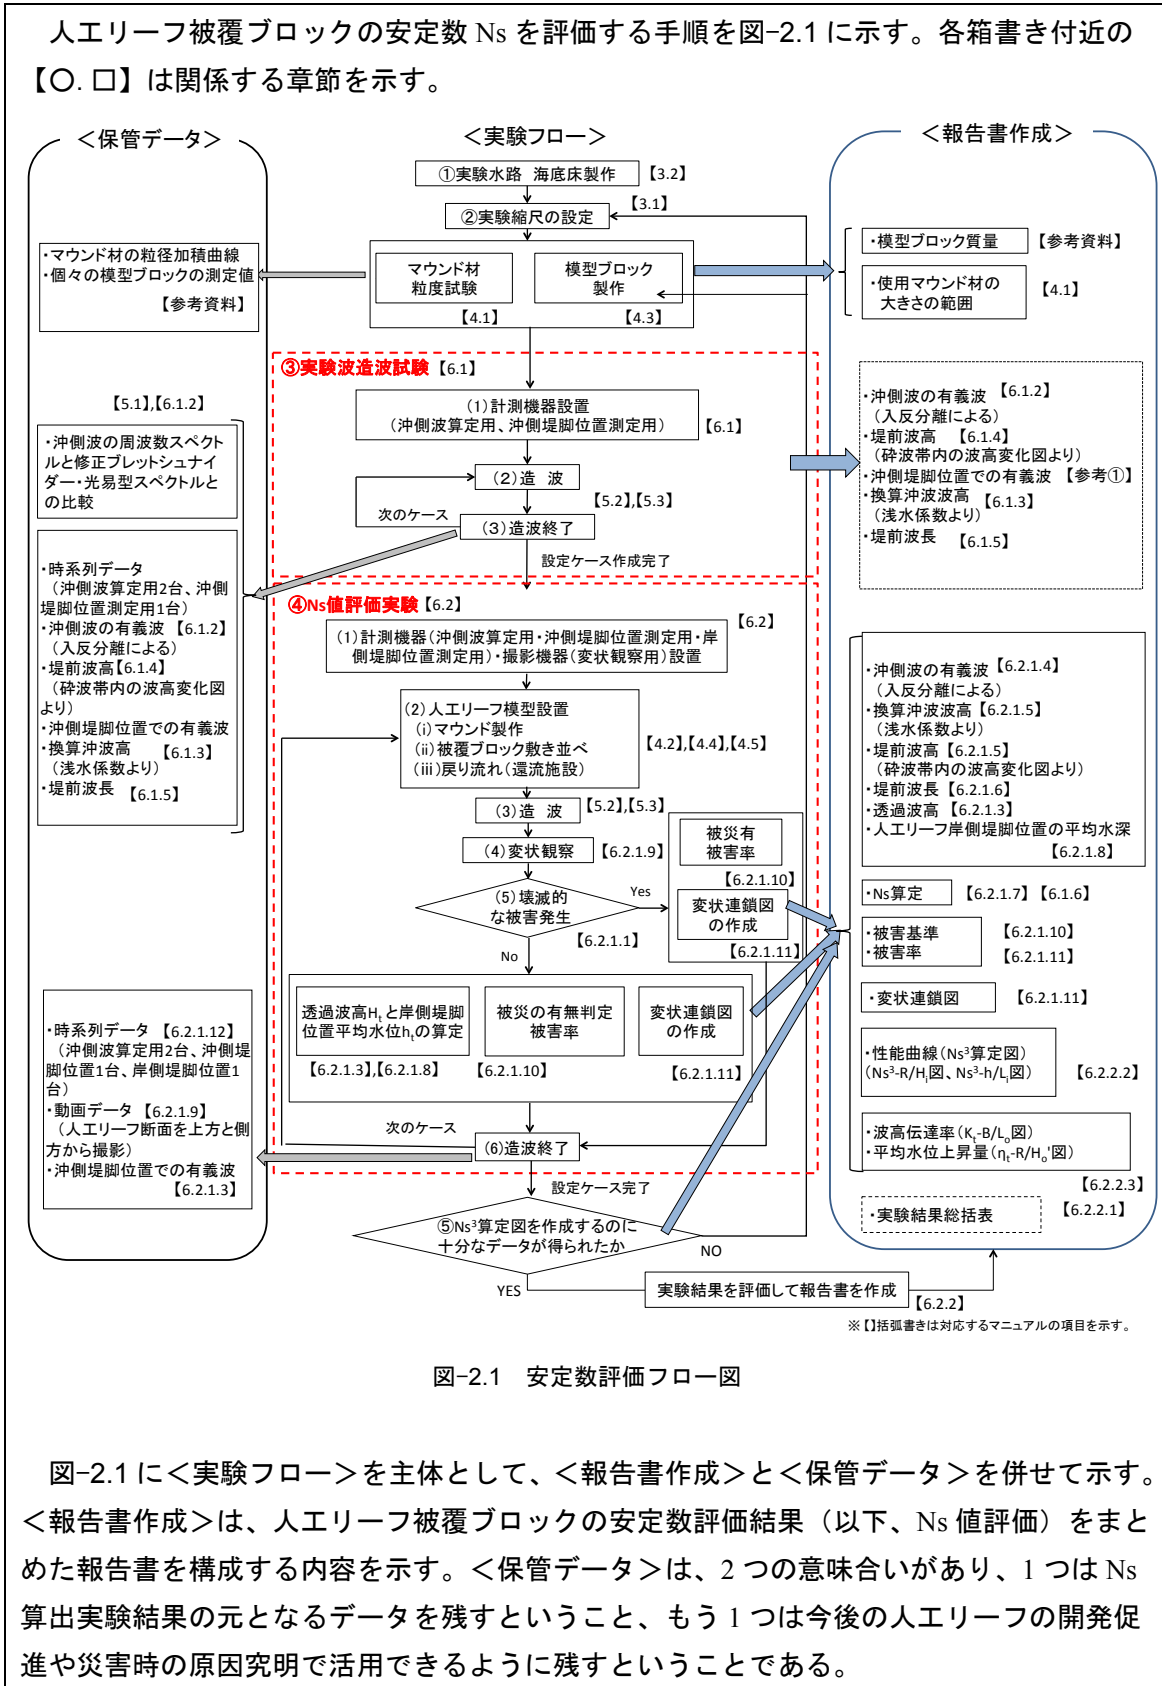 人工リーフ被覆ブロックの安定数 Ns を評価する手順を図-2.1 に示す。各箱書き付近の
【〇. 口】は関係する章節を示す。
＜保管データ＞
・マウンド材の粒径加積曲線
・個々の模型ブロックの測定値
【参考資料】
【5.1】,【6.1.2】
・沖側波の周波数スペクト
ルと修正ブレットシュナイ
ダー・光易型スペクトルと
の比較
・時系列データ
（沖側波算定用2台、沖側
堤脚位置測定用1台）
・沖側波の有義波 【6.1.2】
（入反分離による）
・堤前波高【6.1.4】
（砕波帯内の波高変化図
より）
・沖側堤脚位置での有義波
・換算沖波高 【6.1.3】
（浅水係数より）
・堤前波長 【6.1.5】
・時系列データ 【6.2.1.12】
（沖側波算定用2台、沖側堤
脚位置1台、岸側堤脚位置1
台）
・動画データ 【6.2.1.9】
（人工リーフ断面を上方と側
方から撮影）
・沖側堤脚位置での有義波
【6.2.1.3】
＜実験フロー＞
①実験水路 海底床製作 【3.2】
②実験縮尺の設定 【3.1】
マウンド材
粒度試験
【4.1】
模型ブロック
製作
【4.3】
③実験波造波試験【6.1】
(1)計測機器設置
（沖側波算定用、沖側堤脚位置測定用） 【6.1】
(2)造 波
【5.2】,【5.3】
次のケース
(3)造波終了
設定ケース作成完了
④Ns値評価実験【6.2】
【6.2】
(1)計測機器（沖側波算定用・沖側堤脚位置測定用・岸
側堤脚位置測定用）・撮影機器（変状観察用）設置
(2)人工リーフ模型設置
(ⅰ)マウンド製作
(ⅱ)被覆ブロック敷き並べ
(ⅲ)戻り流れ（還流施設）
【4.2】,【4.4】,【4.5】
(3)造 波 【5.2】,【5.3】
(4)変状観察 【6.2.1.9】
(5)壊滅的
な被害発生
【6.2.1.1】
Yes
No
被災有
被害率
【6.2.1.10】
変状連鎖図
の作成
【6.2.1.11】
透過波高Htと岸側堤脚
位置平均水位htの算定
【6.2.1.3】,【6.2.1.8】
被災の有無判定
被害率
【6.2.1.10】
変状連鎖図
の作成
【6.2.1.11】
次のケース
(6)造波終了
設定ケース完了
⑤Ns³算定図を作成するのに
十分なデータが得られたか
NO
YES
実験結果を評価して報告書を作成
【6.2.2】
＜報告書作成＞
・模型ブロック質量 【参考資料】
・使用マウンド材の
大きさの範囲
【4.1】
・沖側波の有義波 【6.1.2】
（入反分離による）
・堤前波高 【6.1.4】
（砕波帯内の波高変化図より）
・沖側堤脚位置での有義波 【参考①】
・換算沖波波高 【6.1.3】
（浅水係数より）
・堤前波長 【6.1.5】
・沖側波の有義波【6.2.1.4】
（入反分離による）
・換算沖波波高【6.2.1.5】
（浅水係数より）
・堤前波高【6.2.1.5】
（砕波帯内の波高変化図より）
・堤前波長【6.2.1.6】
・透過波高【6.2.1.3】
・人工リーフ岸側堤脚位置の平均水深
【6.2.1.8】
・Ns算定 【6.2.1.7】【6.1.6】
・被害基準 【6.2.1.10】
・被害率 【6.2.1.11】
・変状連鎖図 【6.2.1.11】
・性能曲線（Ns³算定図）
（Ns³-R/Hi図、Ns³-h/Li図） 【6.2.2.2】
・波高伝達率（Kt-B/Lo図）
・平均水位上昇量（ηt-R/Ho'図）
【6.2.2.3】
・実験結果総括表 【6.2.2.1】
※【】括弧書きは対応するマニュアルの項目を示す。
図-2.1 安定数評価フロー図
図-2.1 に＜実験フロー＞を主体として、＜報告書作成＞と＜保管データ＞を併せて示す。
＜報告書作成＞は、人工リーフ被覆ブロックの安定数評価結果（以下、Ns 値評価）をまと
めた報告書を構成する内容を示す。＜保管データ＞は、2 つの意味合いがあり、1 つは Ns
算出実験結果の元となるデータを残すということ、もう 1 つは今後の人工リーフの開発促
進や災害時の原因究明で活用できるように残すということである。